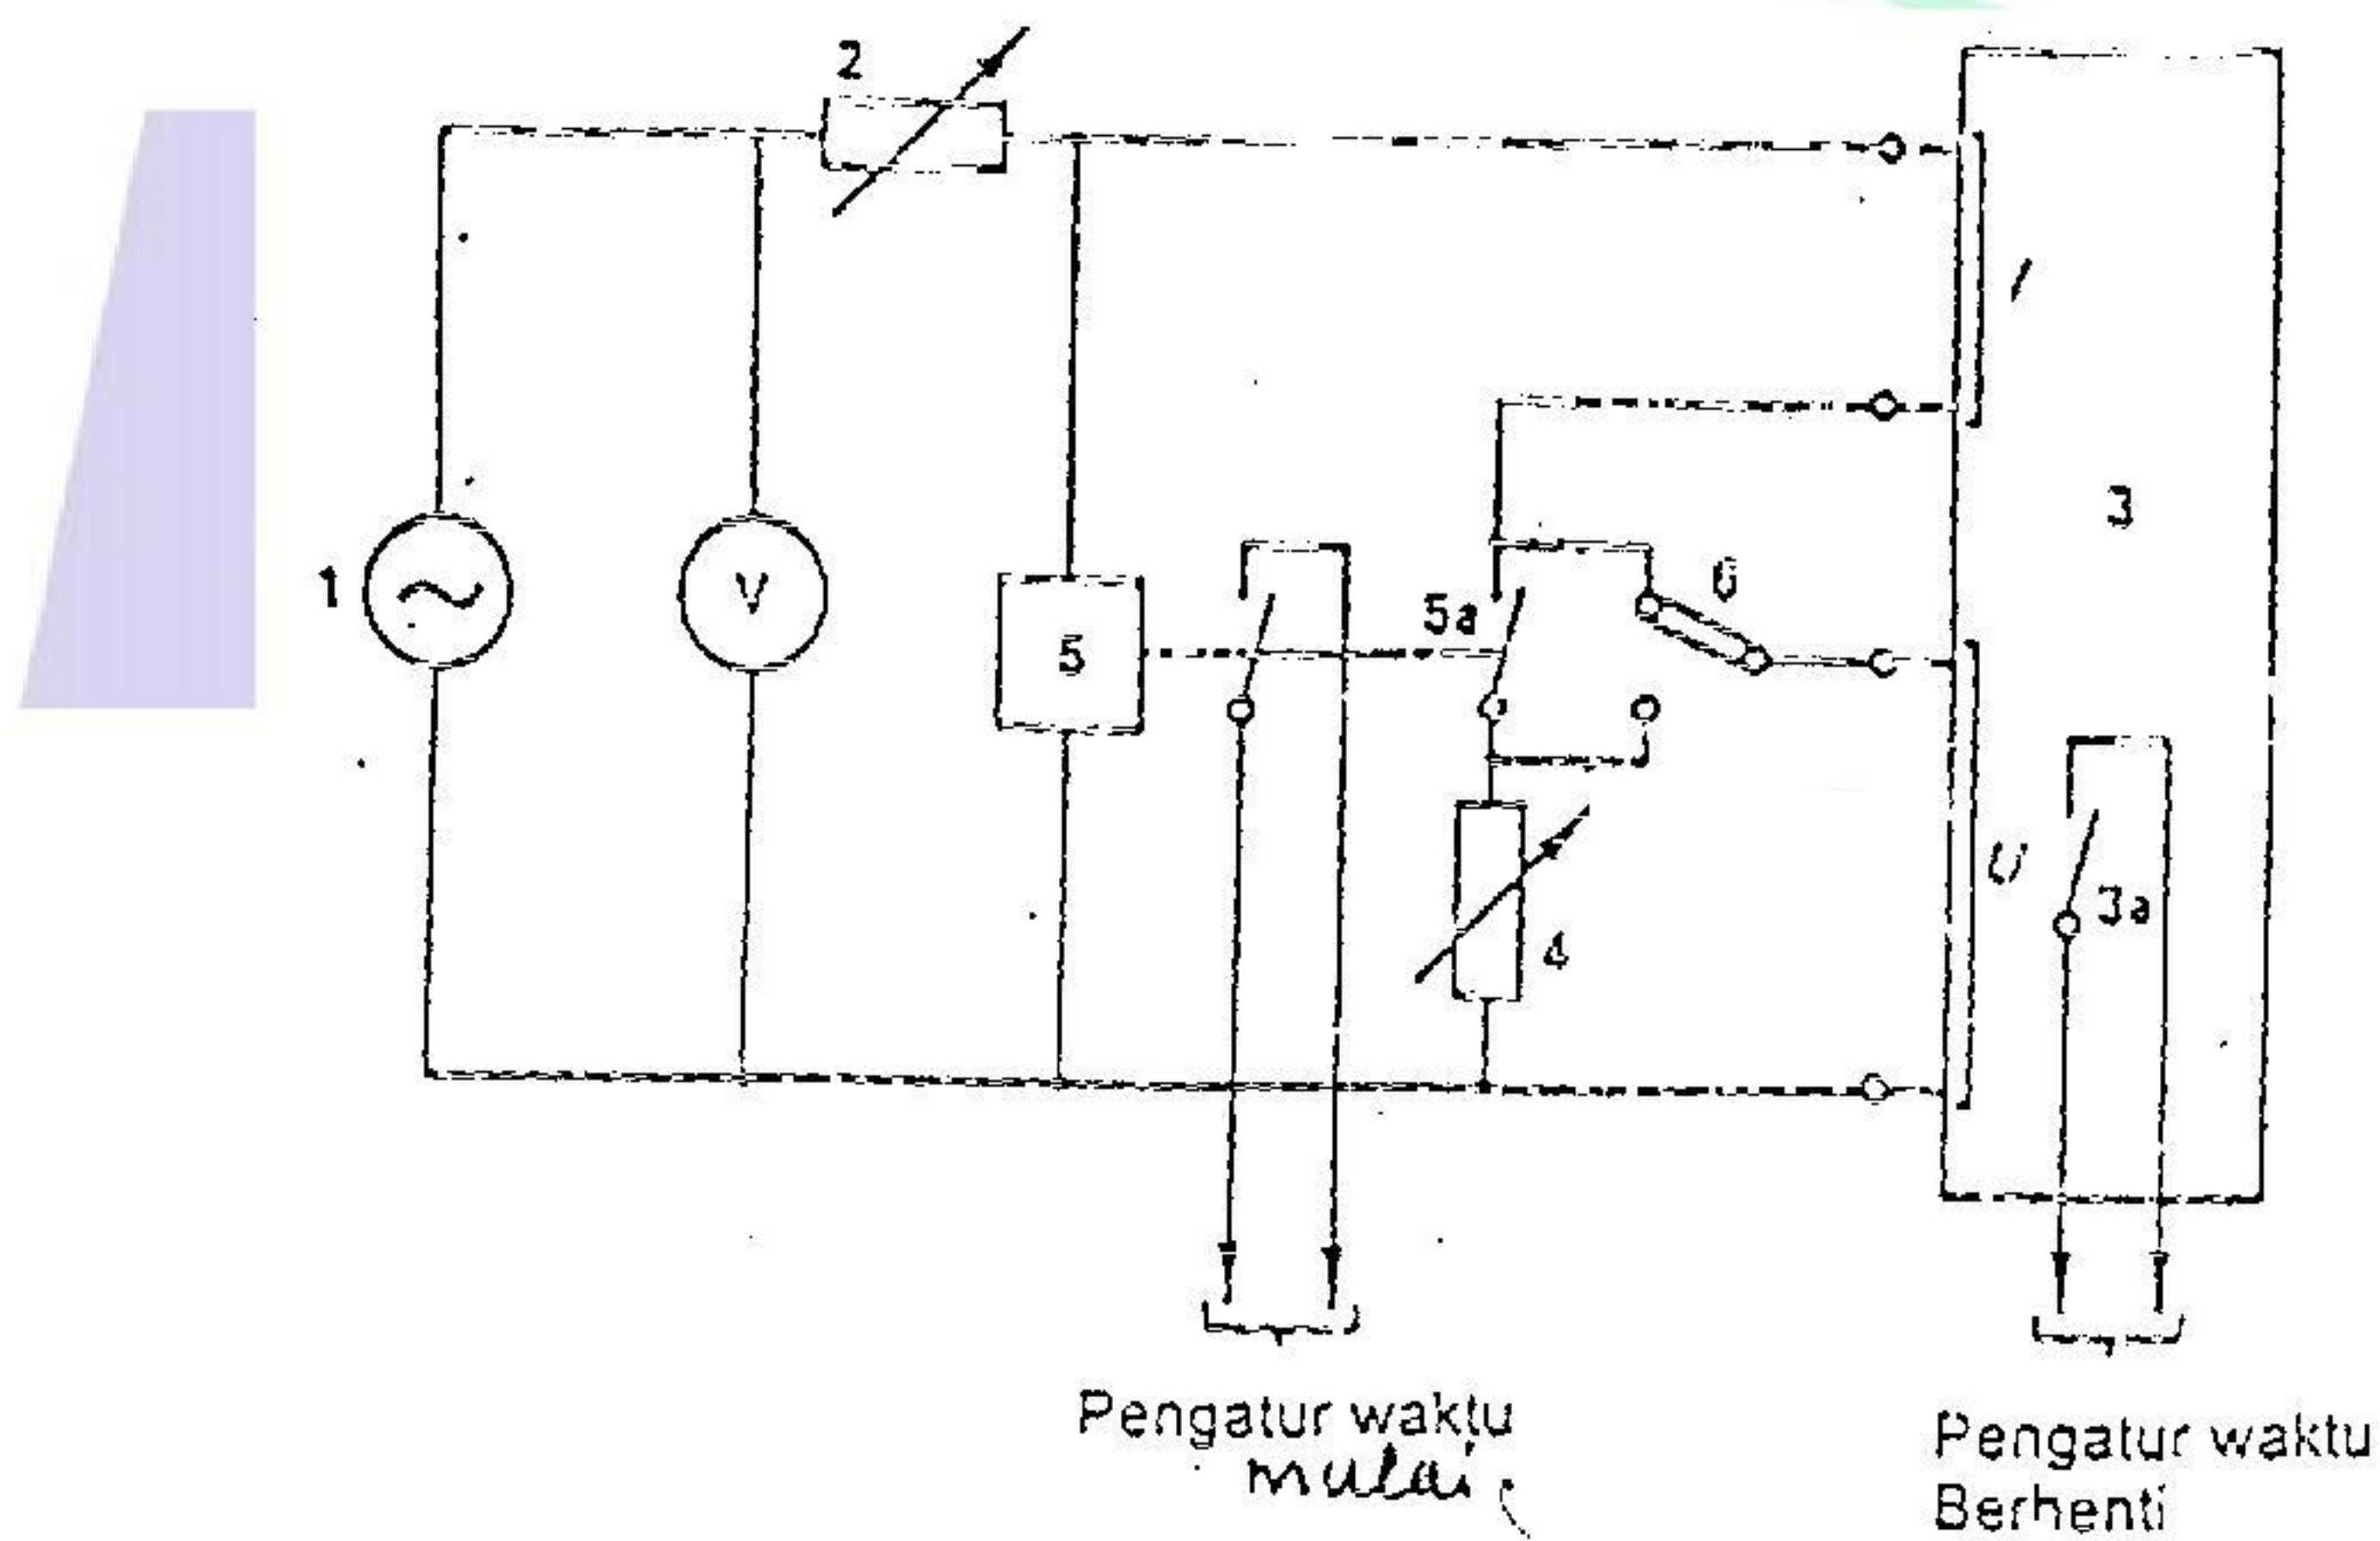 2
I
3
1
V
5
5a
6
U
3a
4
Pengatur waktu
mulai
Pengatur waktu
Berhenti